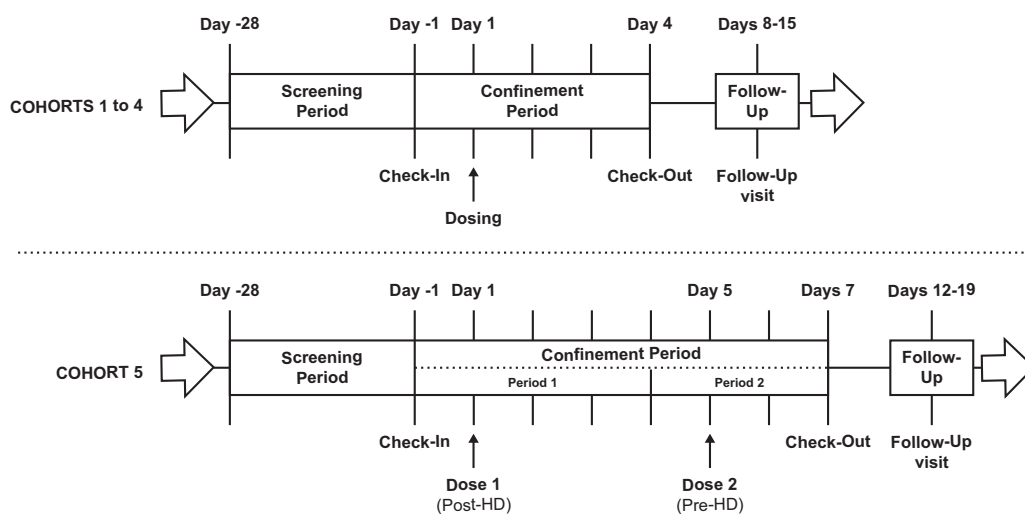 Day -28 Day -1 Day 1 Day 4 Days 8-15
COHORTS 1 to 4
Screening
Period
Confinement
Period
Follow-
Up
Check-In Check-Out Follow-Up
visit
Dosing
Day -28 Day -1 Day 1 Day 5 Days 7 Days 12-19
COHORT 5
Screening
Period
Confinement Period
Period 1 Period 2
Follow-
Up
Check-In Check-Out Follow-Up
visit
Dose 1
(Post-HD)
Dose 2
(Pre-HD)